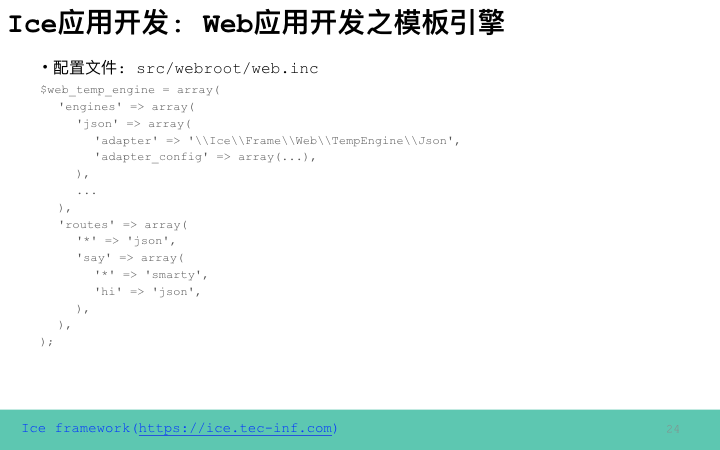 Ice应用开发: Web应用开发之模板引擎
• 配置文件: src/webroot/web.inc
$web_temp_engine = array(
'engines' => array(
'json' => array(
'adapter' => '\\Ice\\Frame\\Web\\TempEngine\\Json',
'adapter_config' => array(...),
),
...
),
'routes' => array(
'*' => 'json',
'say' => array(
'*' => 'smarty',
'hi' => 'json',
),
),
);
Ice framework(https://ice.tec-inf.com)
24